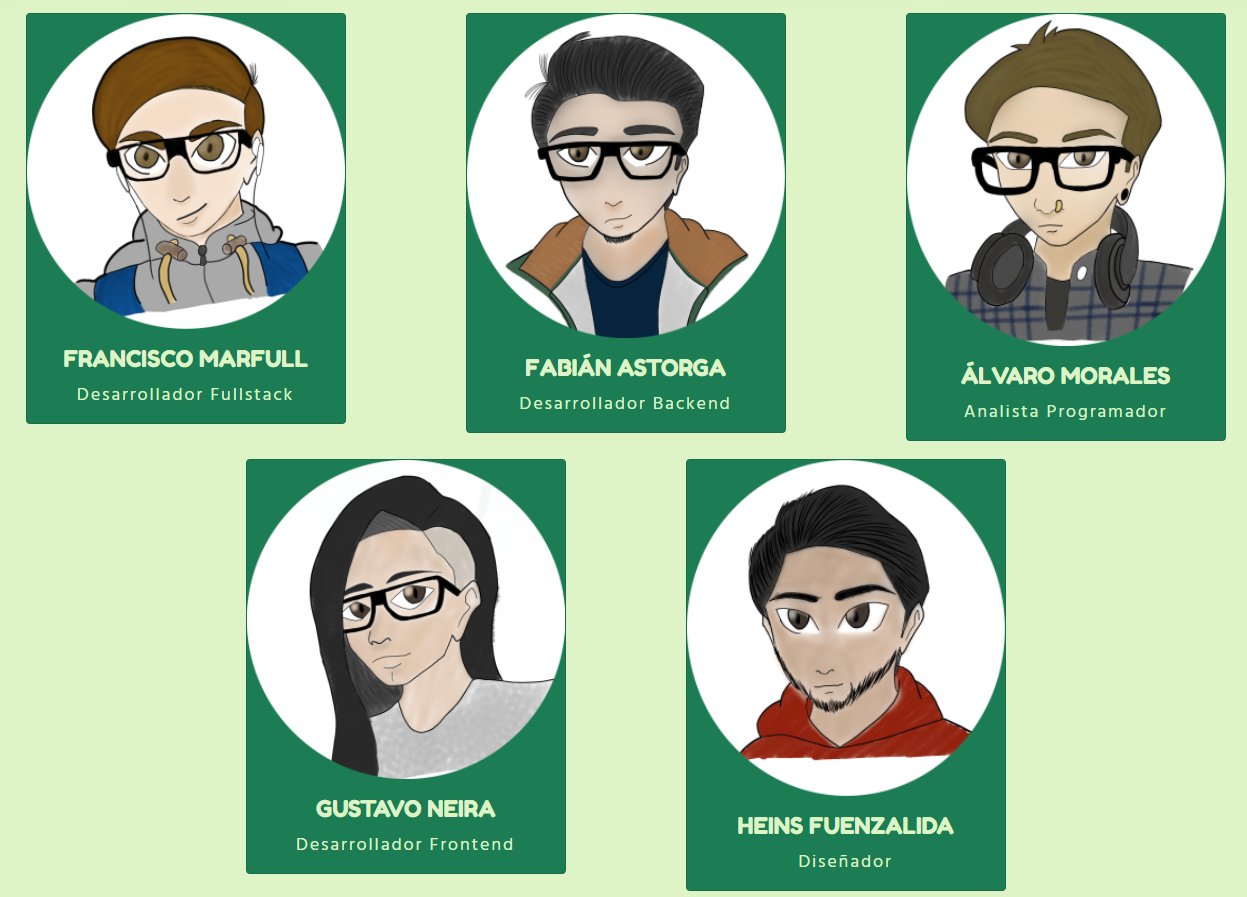 FRANCISCO MARFULL
Desarrollador Fullstack
FABIÁN ASTORGA
Desarrollador Backend
ÁLVARO MORALES
Analista Programador
GUSTAVO NEIRA
Desarrollador Frontend
HEINS FUENZALIDA
Diseñador